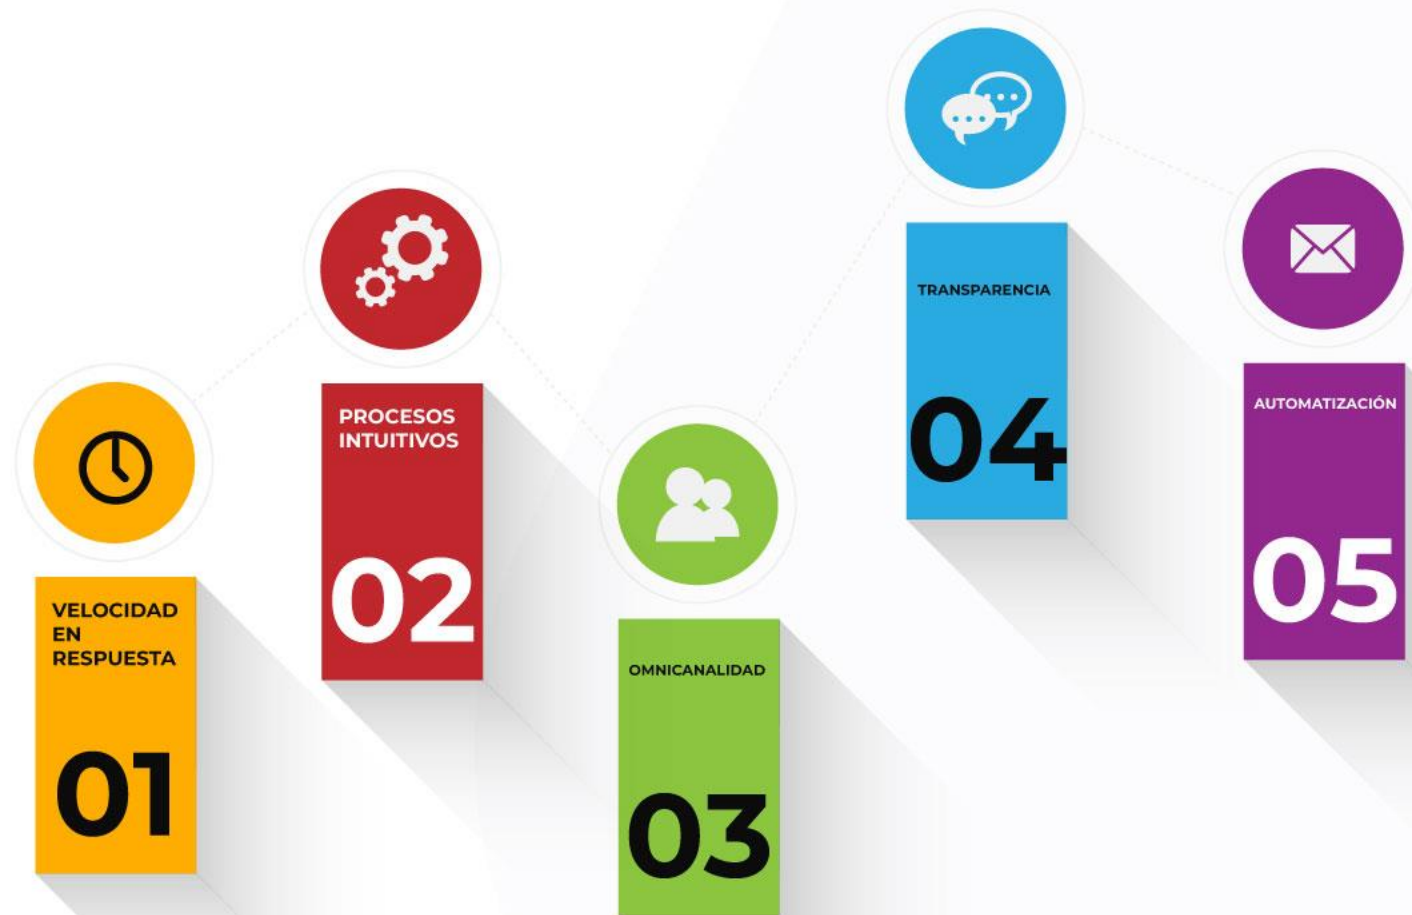 VELOCIDAD
EN
RESPUESTA
01
PROCESOS
INTUITIVOS
02
OMNICANALIDAD
03
TRANSPARENCIA
04
AUTOMATIZACIÓN
05